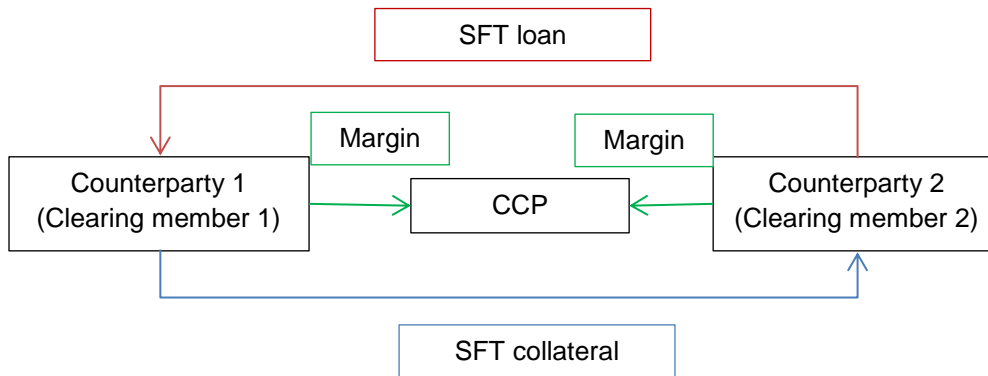 SFT loan
Margin
Margin
Counterparty 1
(Clearing member 1)
CCP
Counterparty 2
(Clearing member 2)
SFT collateral